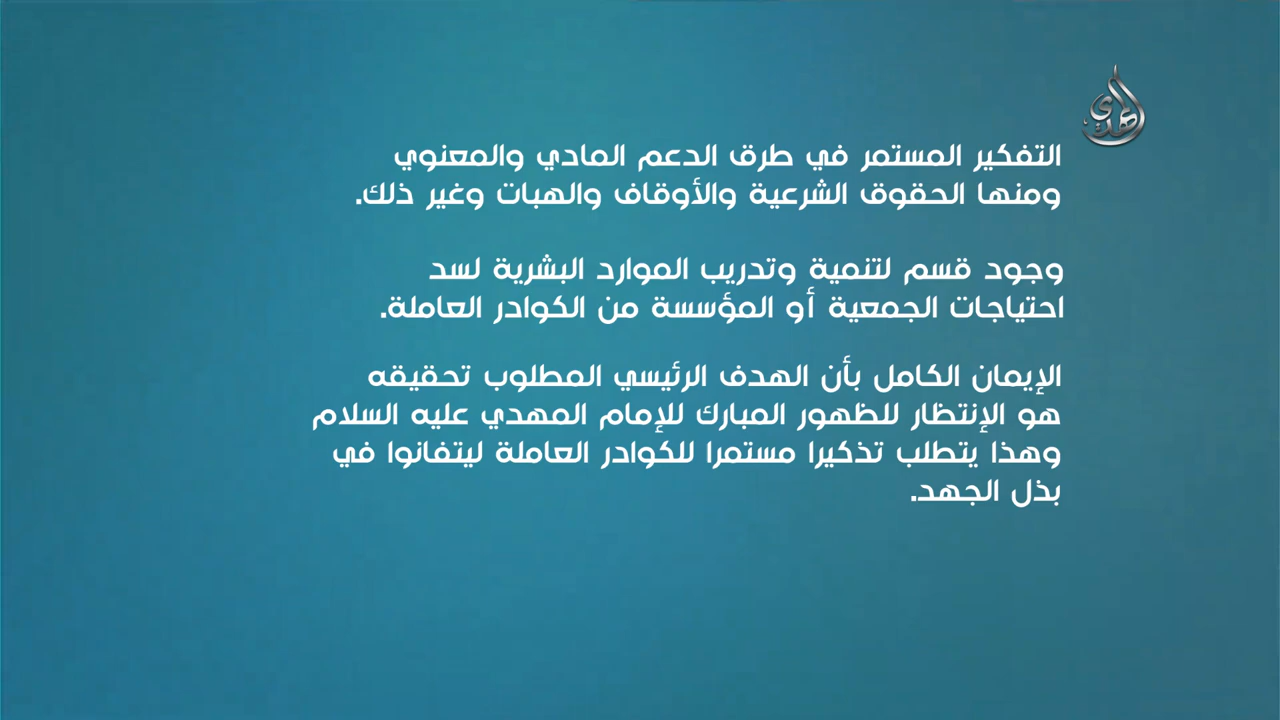 المهدي
التفكير المستمر في طرق الدعم المادي والمعنوي
ومنها الحقوق الشرعية والأوقاف والهبات وغير ذلك.
وجود قسم لتنمية وتدريب الموارد البشرية لسد
احتياجات الجمعية أو المؤسسة من الكوادر العاملة.
الإيمان الكامل بأن الهدف الرئيسي المطلوب تحقيقه
هو الإنتظار للظهور المبارك للإمام المهدي عليه السلام
وهذا يتطلب تذكيرا مستمرا للكوادر العاملة ليتفانوا في
بذل الجهد.